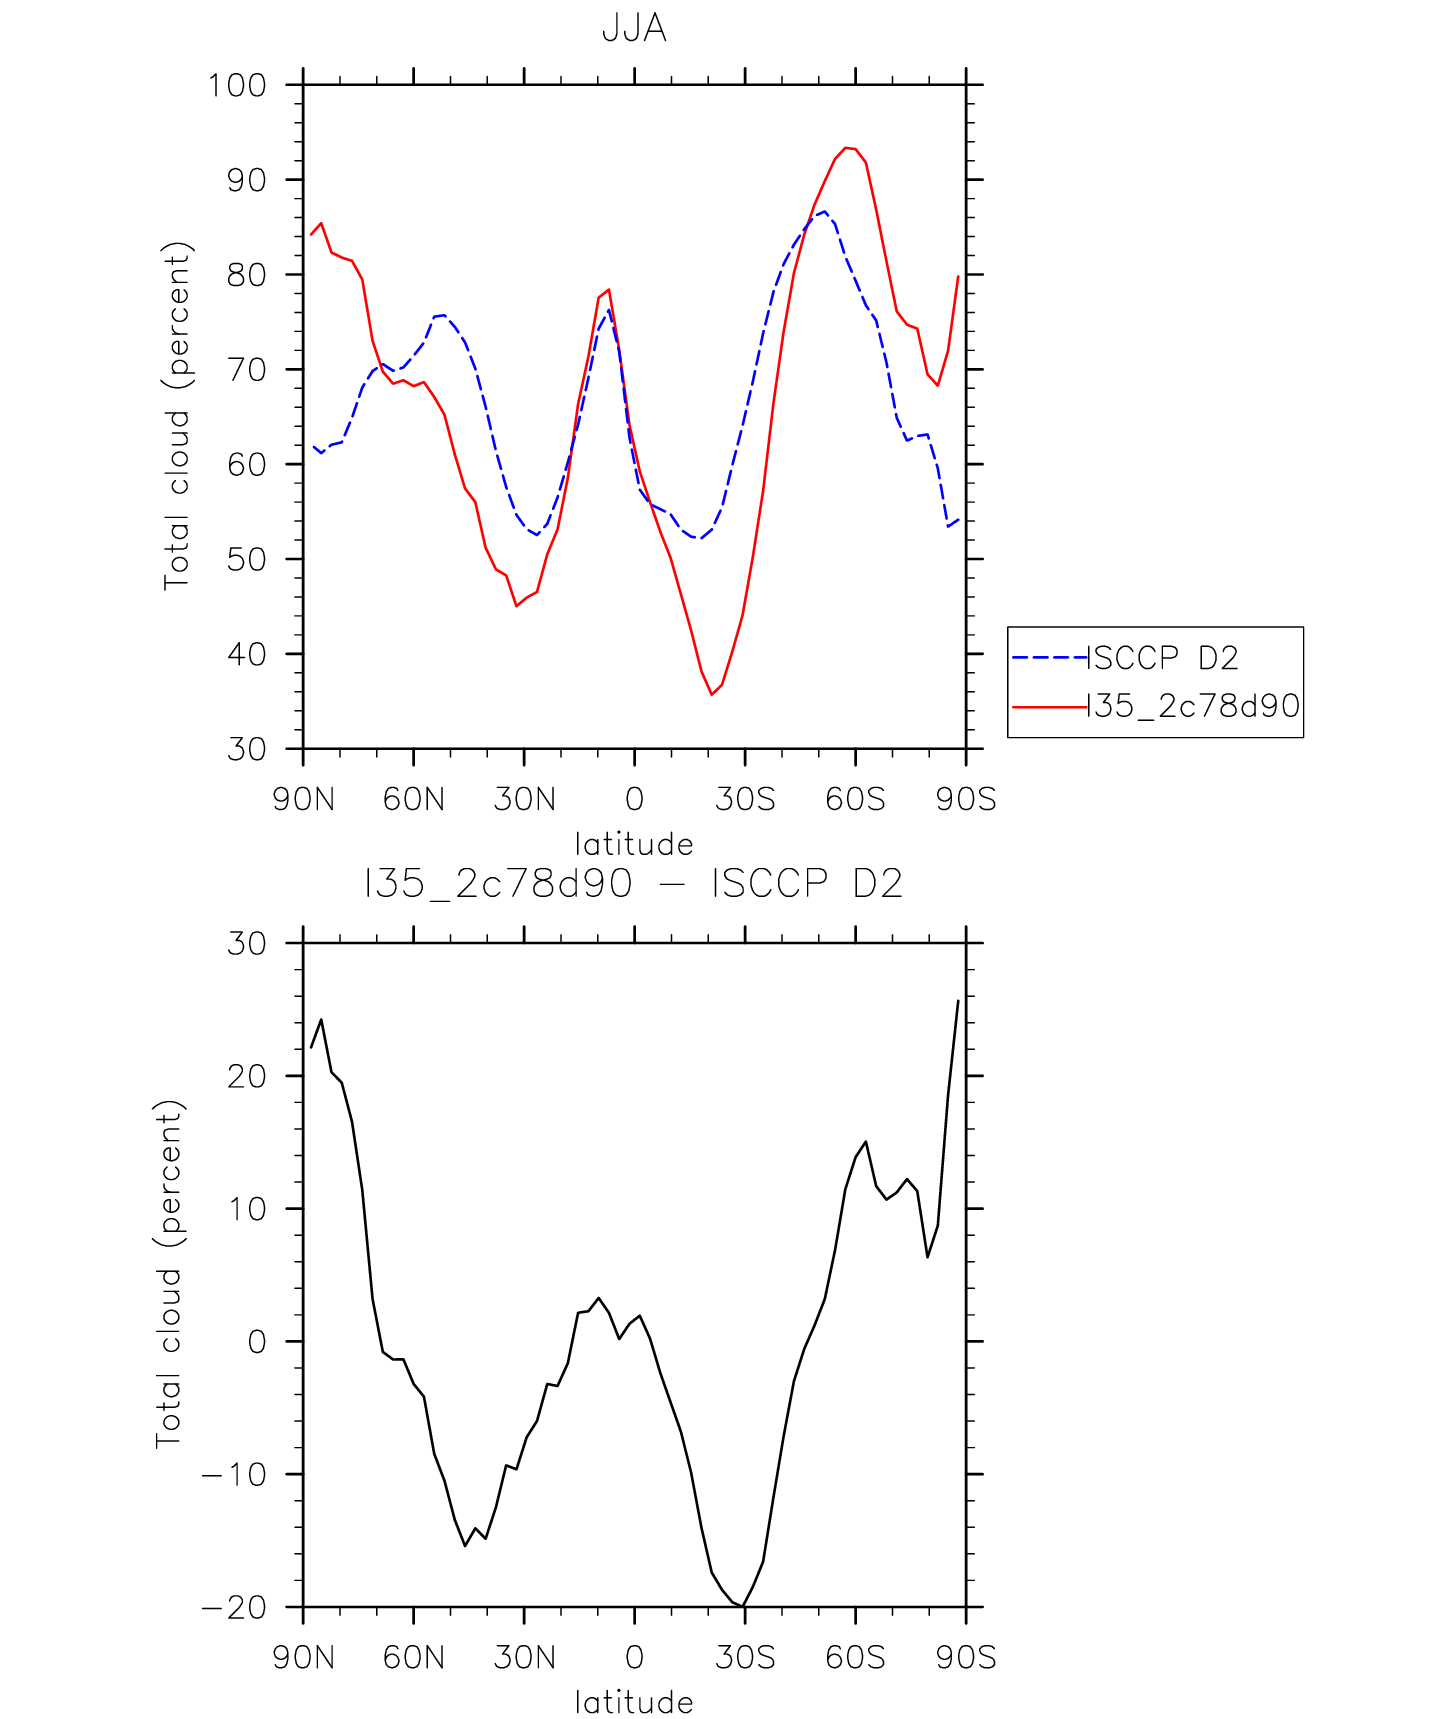 JJA
100
90
80
70
60
50
40
30
Total cloud (percent)
90N 60N 30N 0 30S 60S 90S
latitude
ISCCP D2
I35_2c78d90
I35_2c78d90 − ISCCP D2
30
20
10
0
−10
−20
Total cloud (percent)
90N 60N 30N 0 30S 60S 90S
latitude